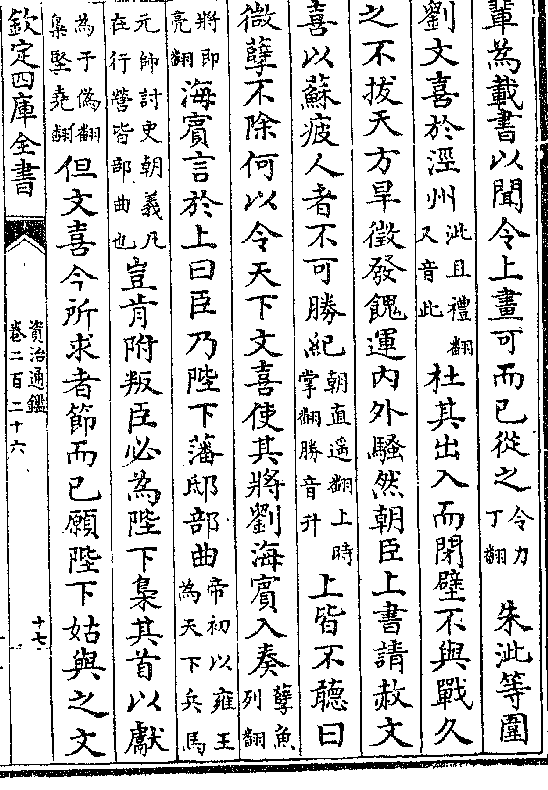 輩為載書以聞令上畫可而已從之令力丁翻朱泚等圍
劉文喜於涇州泚且禮翻又音此杜其出入而閉壁不與戰久
之不拔天方旱徵發餽運內外騷然朝臣上書請赦文
喜以蘇疲人者不可勝紀朝直遥翻上時掌翻勝音升上皆不聽曰
微孽不除何以令天下文喜使其將劉海賓入奏孽魚列翻
將即亮翻海賓言於上曰臣乃陛下藩邸部曲帝初以雍王為天下兵馬
元帥討史朝義凡在行營皆部曲也豈肯附叛臣必為陛下梟其首以獻
為于偽翻梟堅堯翻但文喜今所求者節而已願陛下姑與之文
欽定四庫全書
資治通鑑
卷二百二十六
十七